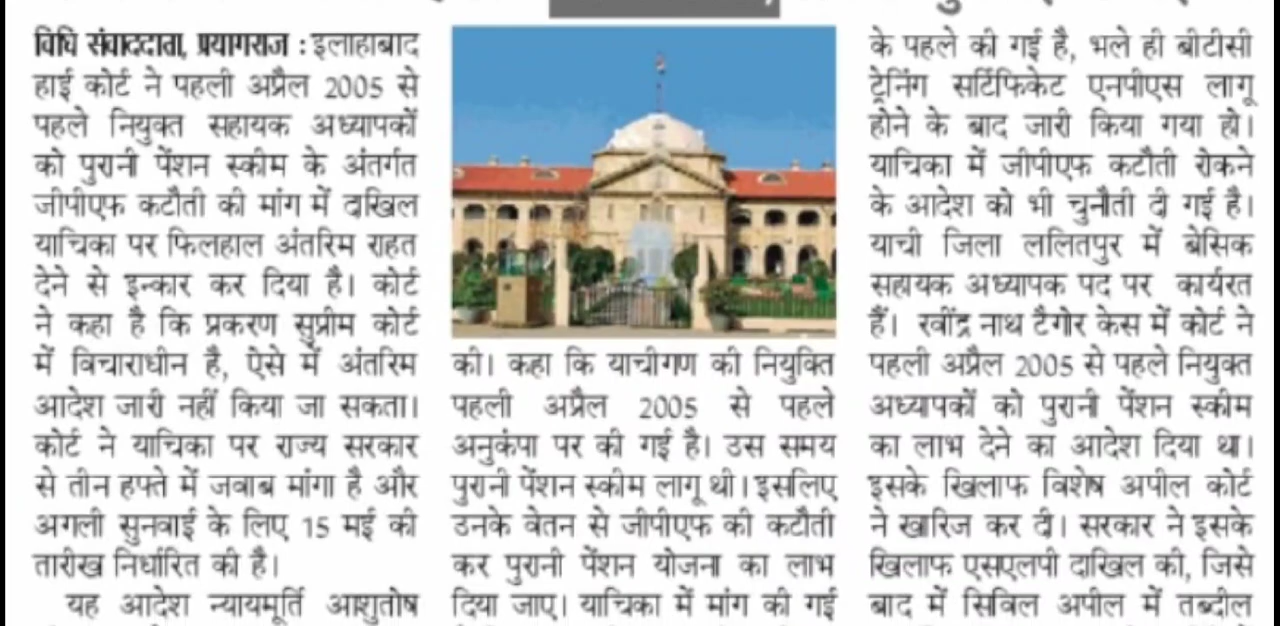 विधि संवाददाता, प्रयागराज : इलाहाबाद
हाई कोर्ट ने पहली अप्रैल 2005 से
पहले नियुक्त सहायक अध्यापकों
को पुरानी पेंशन स्कीम के अंतर्गत
जीपीएफ कटौती की मांग में दाखिल
याचिका पर फिलहाल अंतरिम राहत
देने से इन्कार कर दिया है। कोर्ट
ने कहा है कि प्रकरण सुप्रीम कोर्ट
में विचाराधीन है, ऐसे में अंतरिम
आदेश जारी नहीं किया जा सकता।
कोर्ट ने याचिका पर राज्य सरकार
से तीन हफ्ते में जवाब मांगा है और
अगली सुनवाई के लिए 15 मई की
तारीख निर्धारित की है।
यह आदेश न्यायमूर्ति आशुतोष
की। कहा कि याचीगण की नियुक्ति
पहली अप्रैल 2005 से पहले
अनुकंपा पर की गई है। उस समय
पुरानी पेंशन स्कीम लागू थी। इसलिए
उनके वेतन से जीपीएफ की कटौती
कर पुरानी पेंशन योजना का लाभ
दिया जाए। याचिका में मांग की गई
के पहले की गई है, भले ही बीटीसी
ट्रेनिंग सर्टिफिकेट एनपीएस लागू
होने के बाद जारी किया गया हो।
याचिका में जीपीएफ कटौती रोकने
के आदेश को भी चुनौती दी गई है।
याची जिला ललितपुर में बेसिक
सहायक अध्यापक पद पर कार्यरत
हैं। रवींद्र नाथ टैगोर केस में कोर्ट ने
पहली अप्रैल 2005 से पहले नियुक्त
अध्यापकों को पुरानी पेंशन स्कीम
का लाभ देने का आदेश दिया था।
इसके खिलाफ विशेष अपील कोर्ट
ने खारिज कर दी। सरकार ने इसके
खिलाफ एसएलपी दाखिल की, जिसे
बाद में सिविल अपील में तब्दील